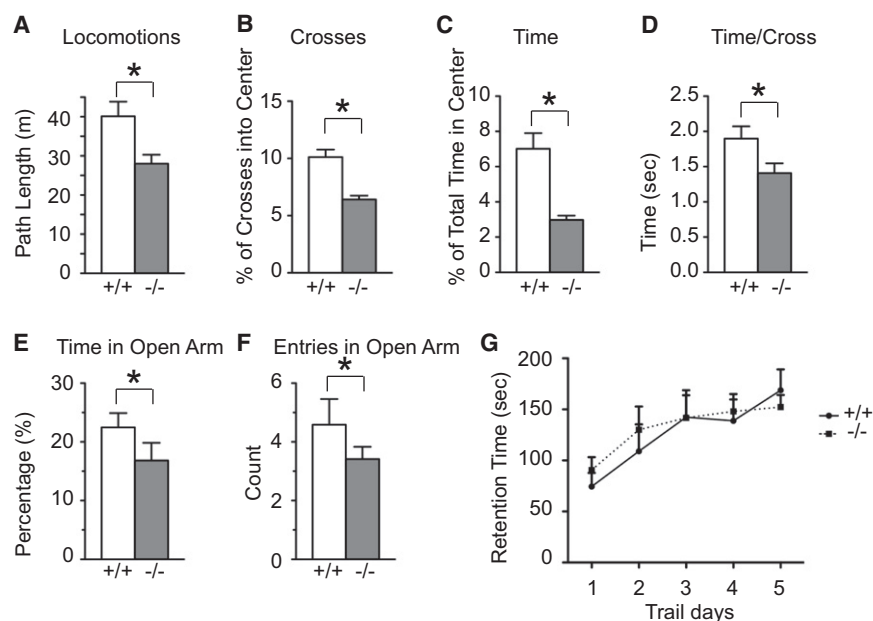 A
Locomotions
*
Path Length (m)
40
30
20
10
0
+/+ -/-
B
Crosses
*
% of Crosses into Center
15
10
5
0
+/+ -/-
C
Time
*
% of Total Time in Center
10
8
6
4
2
0
+/+ -/-
D
Time/Cross
*
Time (sec)
2.5
2.0
1.5
1.0
0.5
0.0
+/+ -/-
E
Time in Open Arm
*
Percentage (%)
30
20
10
0
+/+ -/-
F
Entries in Open Arm
*
Count
6
4
2
0
+/+ -/-
G
Retention Time (sec)
200
150
100
50
0
1 2 3 4 5
Trail days
+/+
-/-